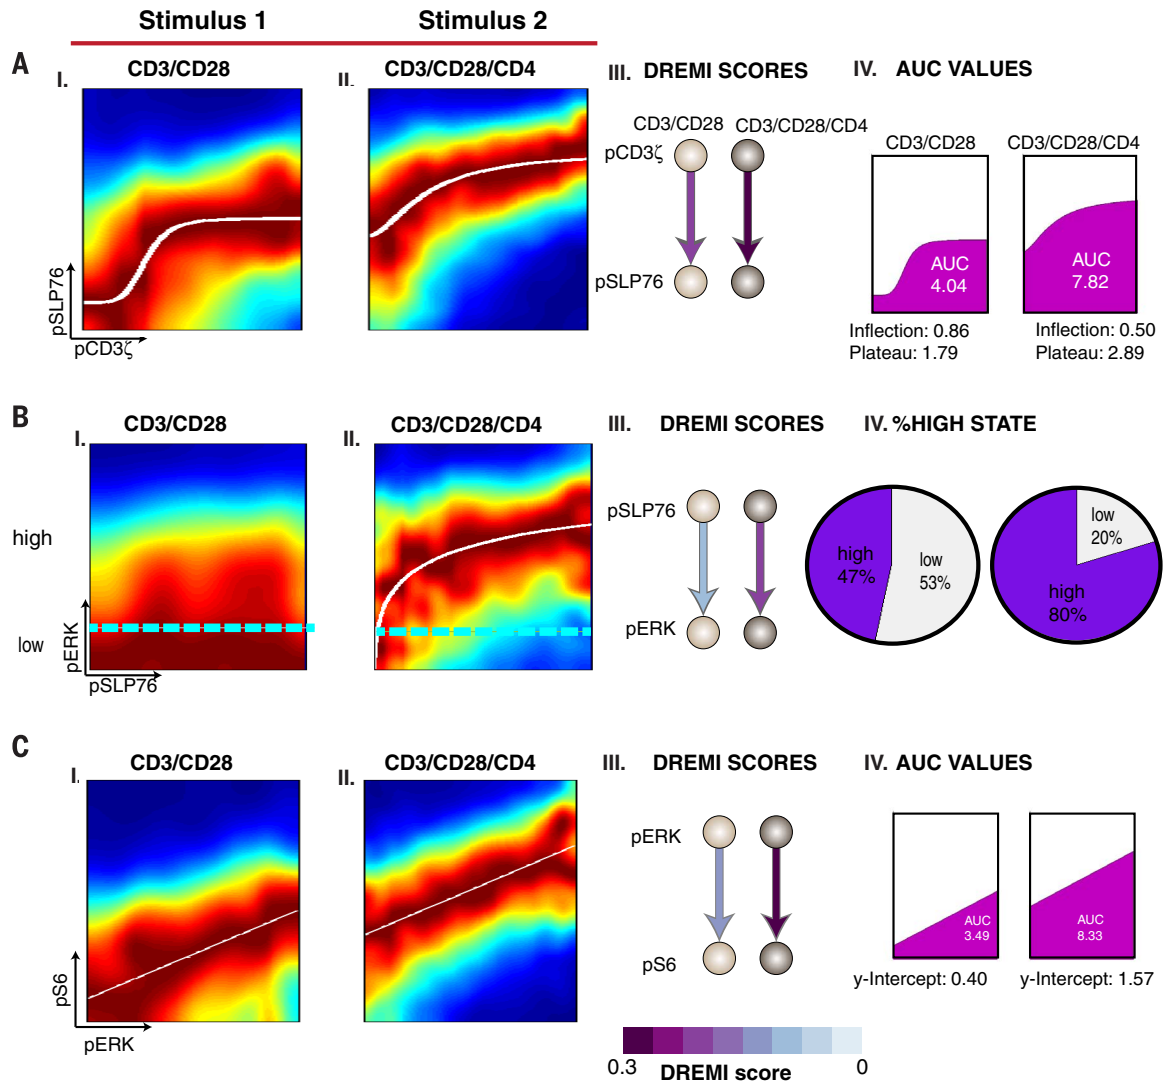 Stimulus 1
Stimulus 2
A
I.
CD3/CD28
II.
CD3/CD28/CD4
III. DREMI SCORES
IV. AUC VALUES
CD3/CD28
CD3/CD28/CD4
pCD3ζ
pSLP76
CD3/CD28
CD3/CD28/CD4
AUC
4.04
AUC
7.82
Inflection: 0.86
Plateau: 1.79
Inflection: 0.50
Plateau: 2.89
pSLP76
pCD3ζ
B
I.
CD3/CD28
II.
CD3/CD28/CD4
III. DREMI SCORES
IV. %HIGH STATE
high
low
pERK
pSLP76
pSLP76
pERK
high
47%
low
53%
low
20%
high
80%
C
I.
CD3/CD28
II.
CD3/CD28/CD4
III. DREMI SCORES
IV. AUC VALUES
pS6
pERK
pERK
pS6
AUC
3.49
AUC
8.33
y-Intercept: 0.40
y-Intercept: 1.57
0.3
DREMI score
0